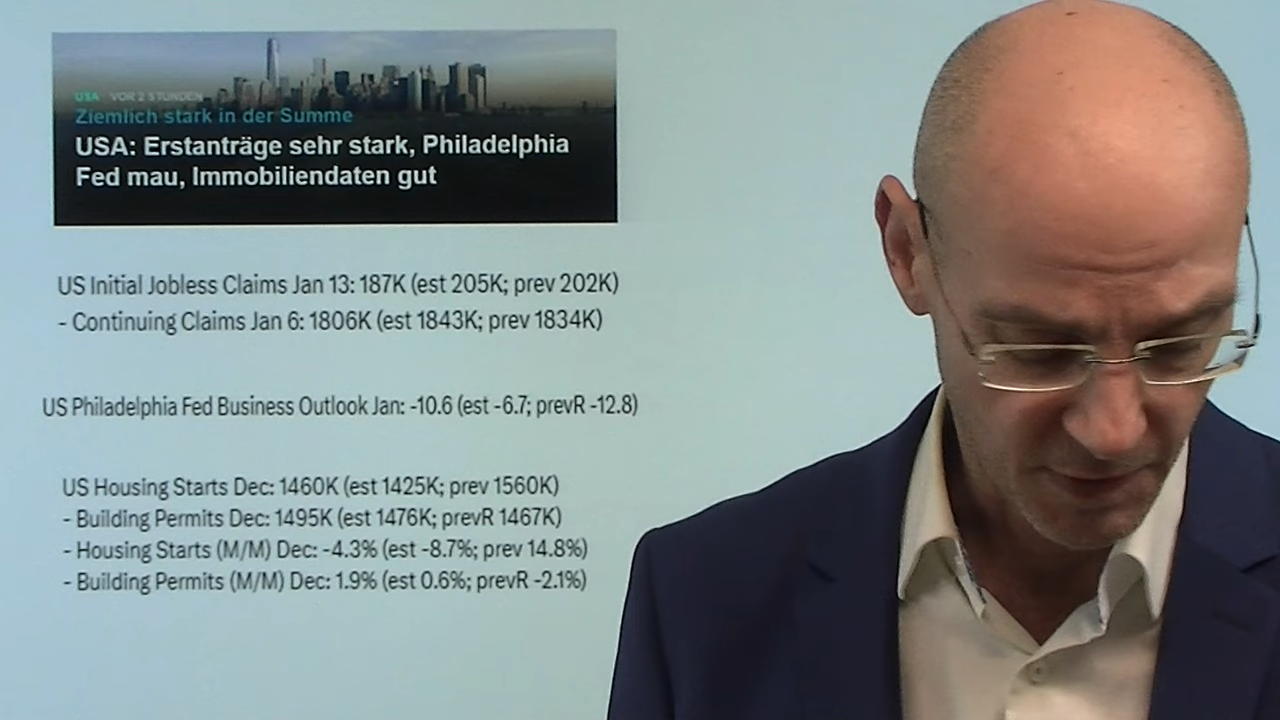 USA VOR 2 STUNDEN
Ziemlich stark in der Summe
USA: Erstanträge sehr stark, Philadelphia
Fed mau, Immobiliendaten gut
US Initial Jobless Claims Jan 13: 187K (est 205K; prev 202K)
- Continuing Claims Jan 6: 1806K (est 1843K; prev 1834K)
US Philadelphia Fed Business Outlook Jan: -10.6 (est -6.7; prevR -12.8)
US Housing Starts Dec: 1460K (est 1425K; prev 1560K)
- Building Permits Dec: 1495K (est 1476K; prevR 1467K)
- Housing Starts (M/M) Dec: -4.3% (est -8.7%; prev 14.8%)
- Building Permits (M/M) Dec: 1.9% (est 0.6%; prevR -2.1%)